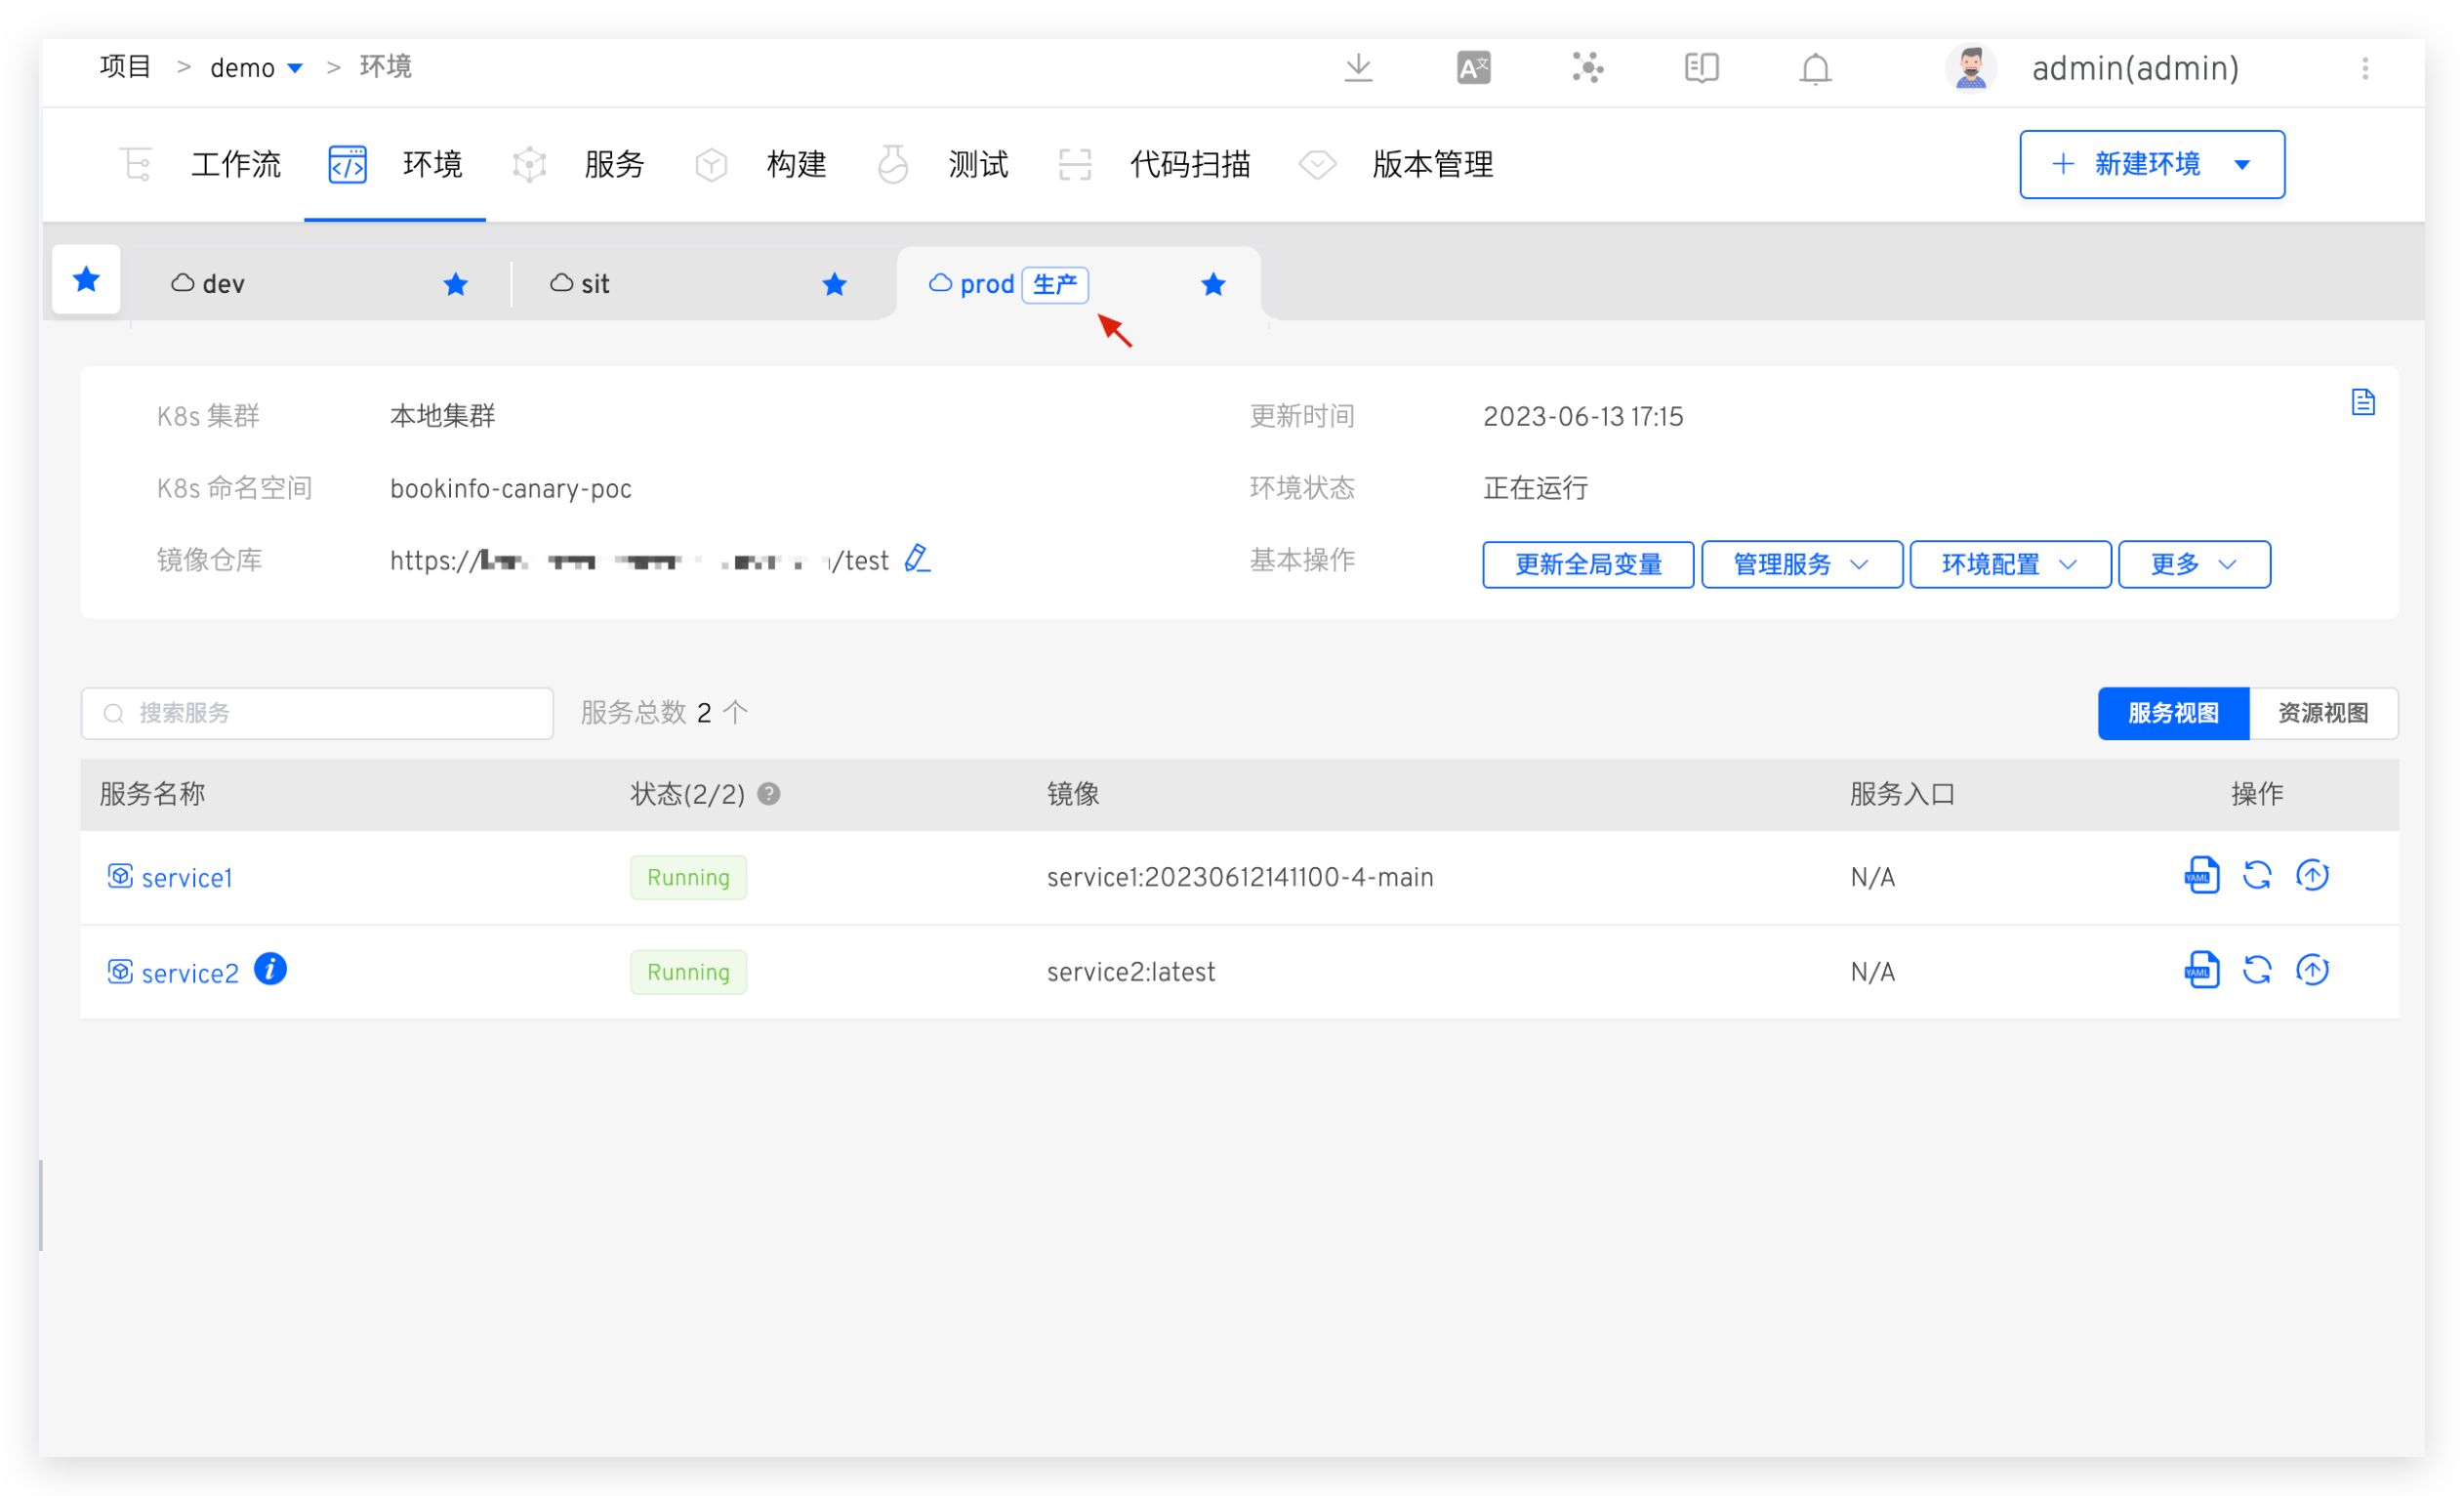 项目 > demo > 环境 admin(admin)
工作流 环境 服务 构建 测试 代码扫描 版本管理 + 新建环境
dev sit prod 生产
K8s 集群 本地集群 更新时间 2023-06-13 17:15
K8s 命名空间 bookinfo-canary-poc 环境状态 正在运行
镜像仓库 https:// /test 基本操作 更新全局变量 管理服务 环境配置 更多
搜索服务 服务总数 2 个 服务视图 资源视图
服务名称 状态(2/2) 镜像 服务入口 操作
service1 Running service1:20230612141100-4-main N/A YAML
service2 Running service2:latest N/A YAML